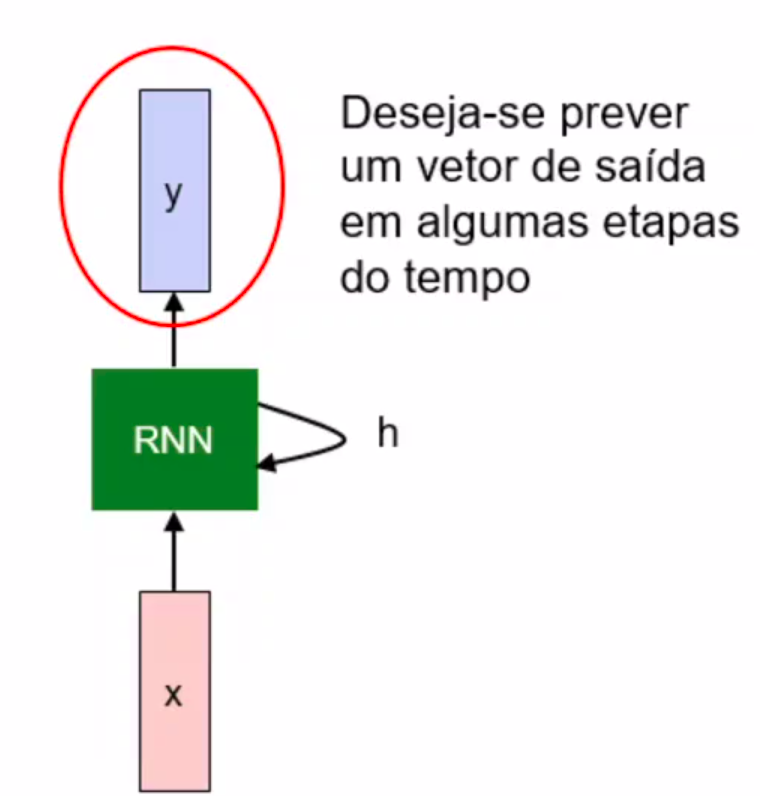 y
Deseja-se prever
um vetor de saída
em algumas etapas
do tempo
RNN
h
x